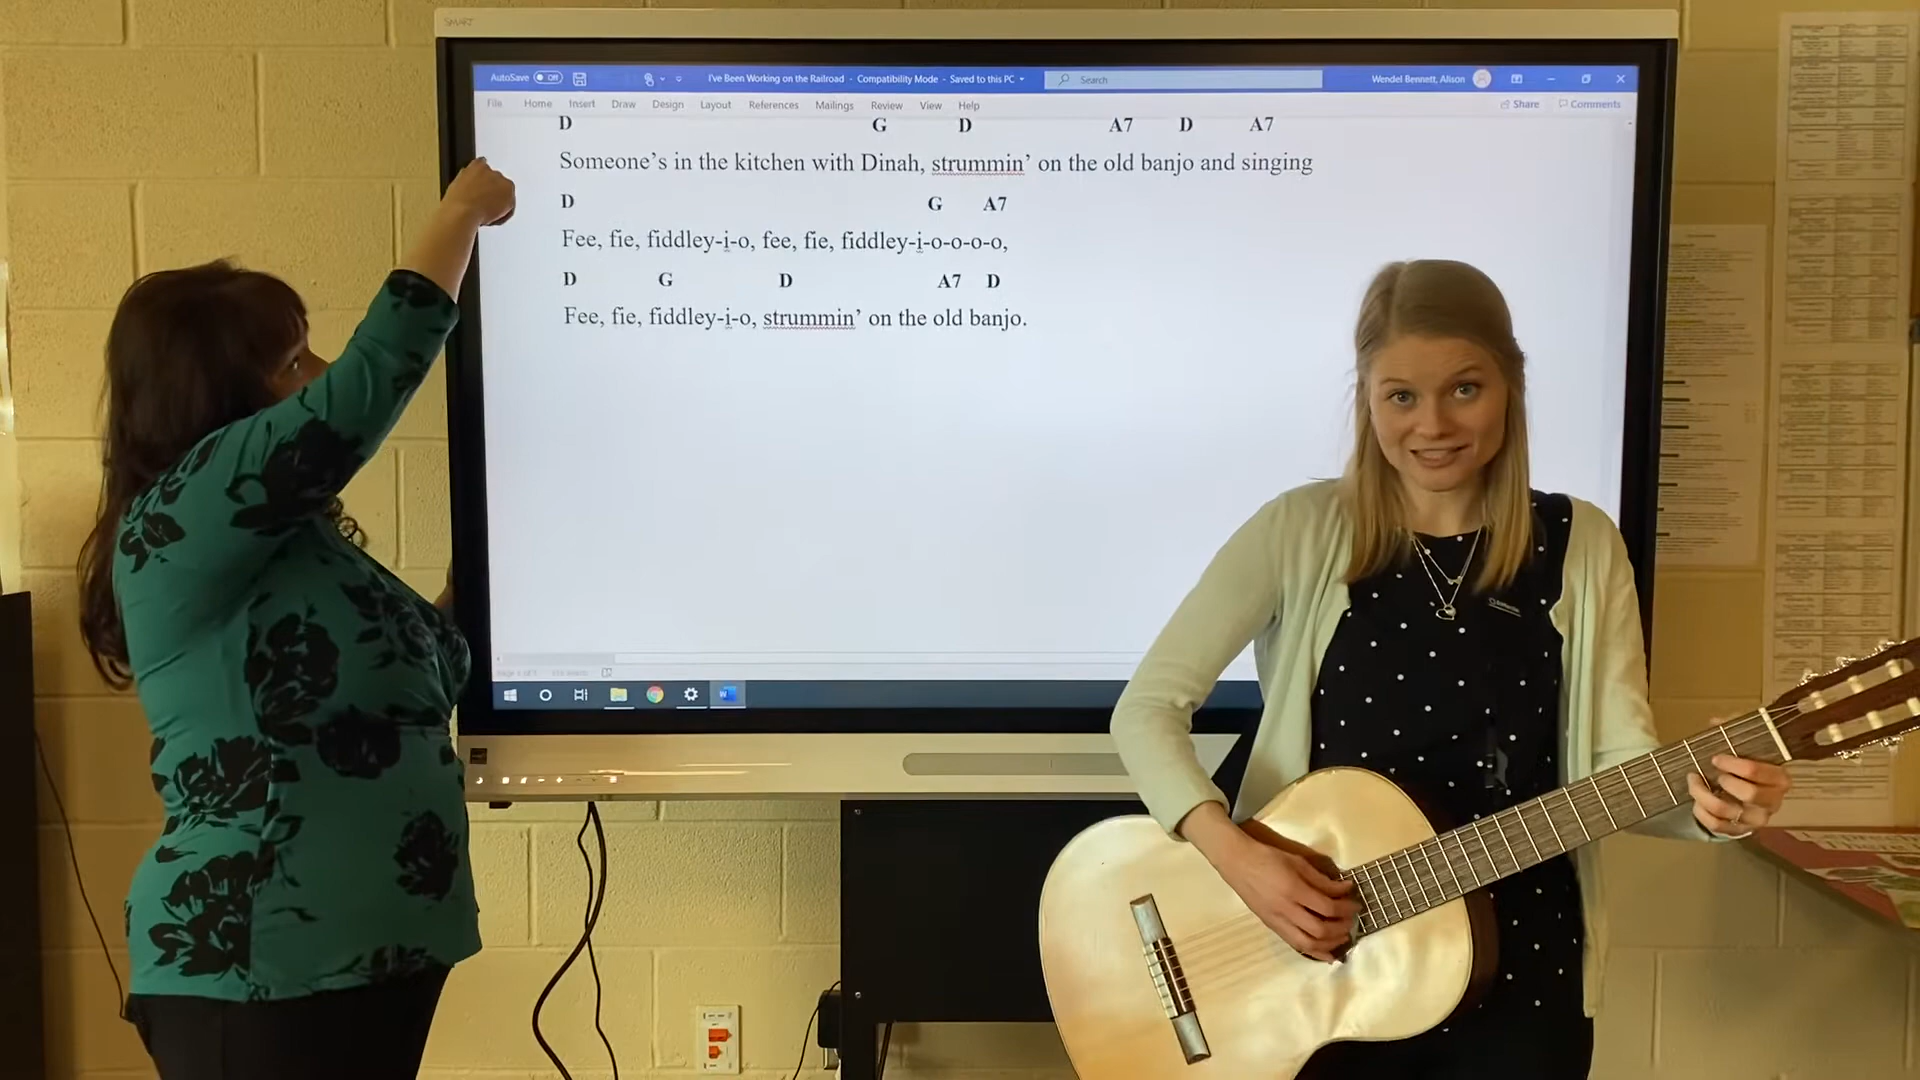 SMART
AutoSave Off I've Been Working on the Railroad - Compatibility Mode - Saved to this PC Search Wendel Bennett, Alison
File Home Insert Draw Design Layout References Mailings Review View Help Share Comments
D G D A7 D A7
Someone’s in the kitchen with Dinah, strummin’ on the old banjo and singing
D G A7
Fee, fie, fiddley-i-o, fee, fie, fiddley-i-o-o-o-o,
D G D A7 D
Fee, fie, fiddley-i-o, strummin’ on the old banjo.